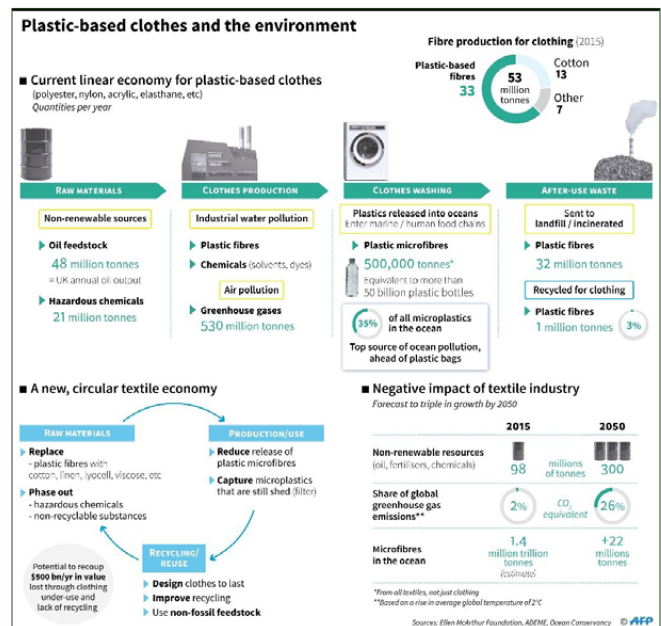 Plastic-based clothes and the environment
Fibre production for clothing (2015)
Plastic-based
fibres
33
53
million
tonnes
Cotton
13
Other
7
Current linear economy for plastic-based clothes
(polyester, nylon, acrylic, elasthane, etc)
Quantities per year
RAW MATERIALS
Non-renewable sources
Oil feedstock
48 million tonnes
= UK annual oil output
Hazardous chemicals
21 million tonnes
CLOTHES PRODUCTION
Industrial water pollution
Plastic fibres
Chemicals (solvents, dyes)
Air pollution
Greenhouse gases
530 million tonnes
CLOTHES WASHING
Plastics released into oceans
Enter marine / human food chains
Plastic microfibres
500,000 tonnes*
Equivalent to more than
50 billion plastic bottles
35%
of all microplastics
in the ocean
Top source of ocean pollution,
ahead of plastic bags
AFTER-USE WASTE
Sent to
landfill / incinerated
Plastic fibres
32 million tonnes
Recycled for clothing
Plastic fibres
1 million tonnes
3%
A new, circular textile economy
RAW MATERIALS
Replace
- plastic fibres with
cotton, linen, lyocell, viscose, etc
Phase out
- hazardous chemicals
- non-recyclable substances
PRODUCTION/USE
Reduce release of
plastic microfibres
Capture microplastics
that are still shed (filter)
RECYCLING/
REUSE
Design clothes to last
Improve recycling
Use non-fossil feedstock
Potential to recoup
$500 bn/yr in value
lost through clothing
under-use and
lack of recycling
Negative impact of textile industry
Forecast to triple in growth by 2050
2015
2050
Non-renewable resources
(oil, fertilisers, chemicals)
98
millions
of tonnes
300
Share of global
greenhouse gas
emissions**
2%
CO2
equivalent
26%
Microfibres
in the ocean
1.4
million trillion
tonnes
(estimate)
+22
millions
tonnes
*From all textiles, not just clothing
**Based on a rise in average global temperature of 2°C
Sources: Ellen McArthur Foundation, ADEME, Ocean Conservancy
© AFP